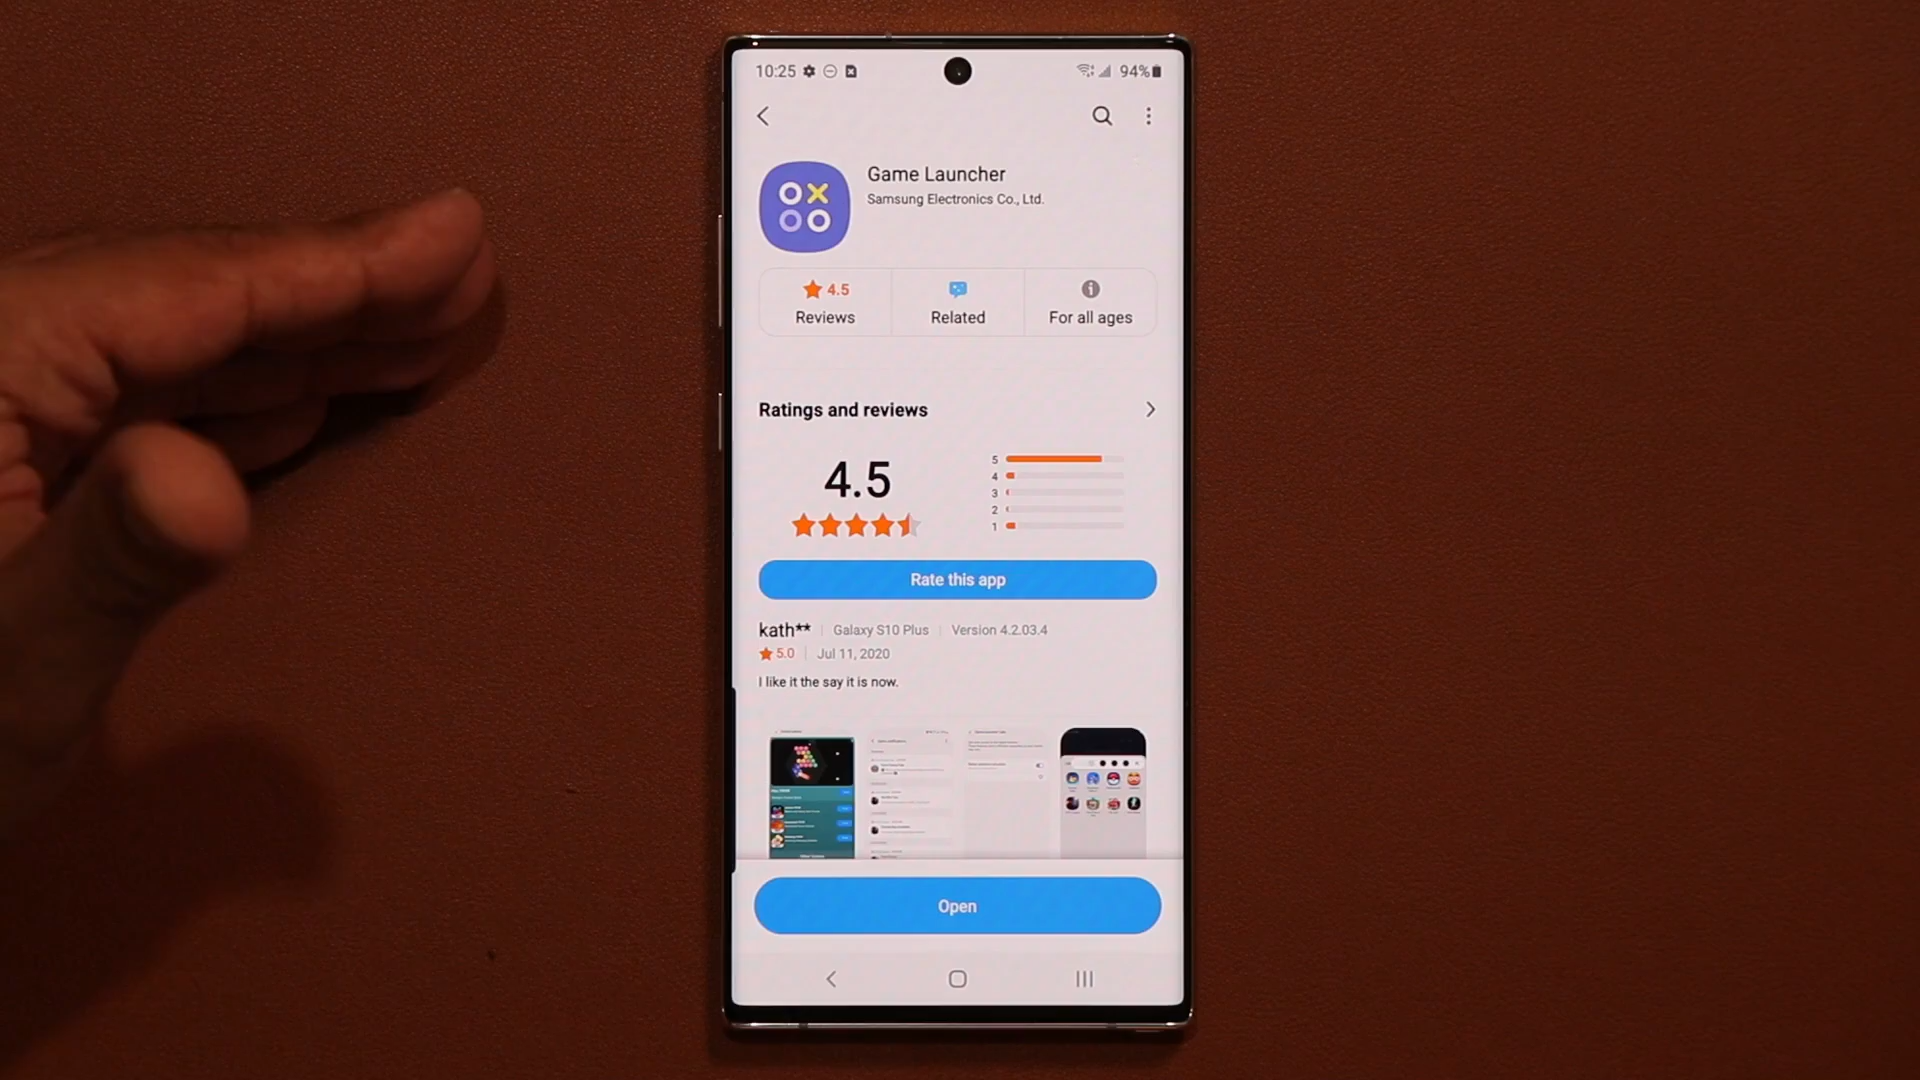 10:25
94%
Game Launcher
Samsung Electronics Co., Ltd.
4.5
Reviews
Related
For all ages
Ratings and reviews
4.5
5
4
3
2
1
Rate this app
kath** | Galaxy S10 Plus | Version 4.2.03.4
5.0 | Jul 11, 2020
I like it the say it is now.
Open